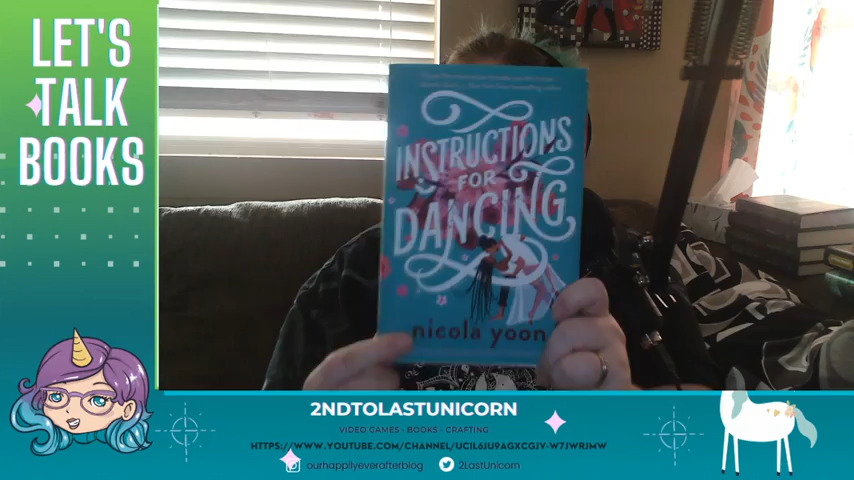 LET'S
TALK
BOOKS
INSTRUCTIONS
FOR
DANCING
nicola yoon
2NDTOLASTUNICORN
VIDEO GAMES · BOOKS · CRAFTING
ourhappilyeverafterblog 2LastUnicorn